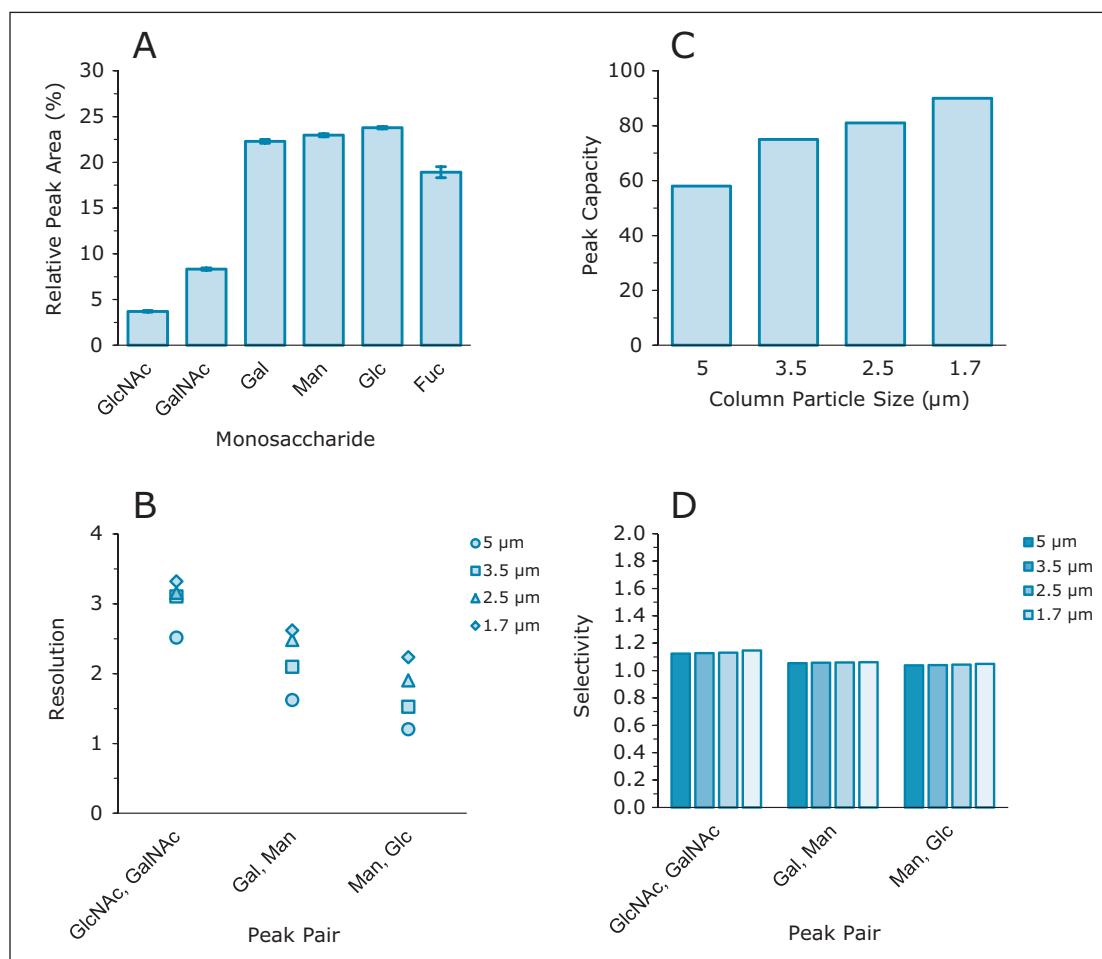 A
Relative Peak Area (%)
30
25
20
15
10
5
0
GlcNAc
GalNAc
Gal
Man
Glc
Fuc
Monosaccharide
C
Peak Capacity
100
80
60
40
20
0
5
3.5
2.5
1.7
Column Particle Size (µm)
B
Resolution
4
3
2
1
0
5 µm
3.5 µm
2.5 µm
1.7 µm
GlcNAc, GalNAc
Gal, Man
Man, Glc
Peak Pair
D
Selectivity
2.0
1.8
1.6
1.4
1.2
1.0
0.8
0.6
0.4
0.2
0.0
5 µm
3.5 µm
2.5 µm
1.7 µm
GlcNAc, GalNAc
Gal, Man
Man, Glc
Peak Pair